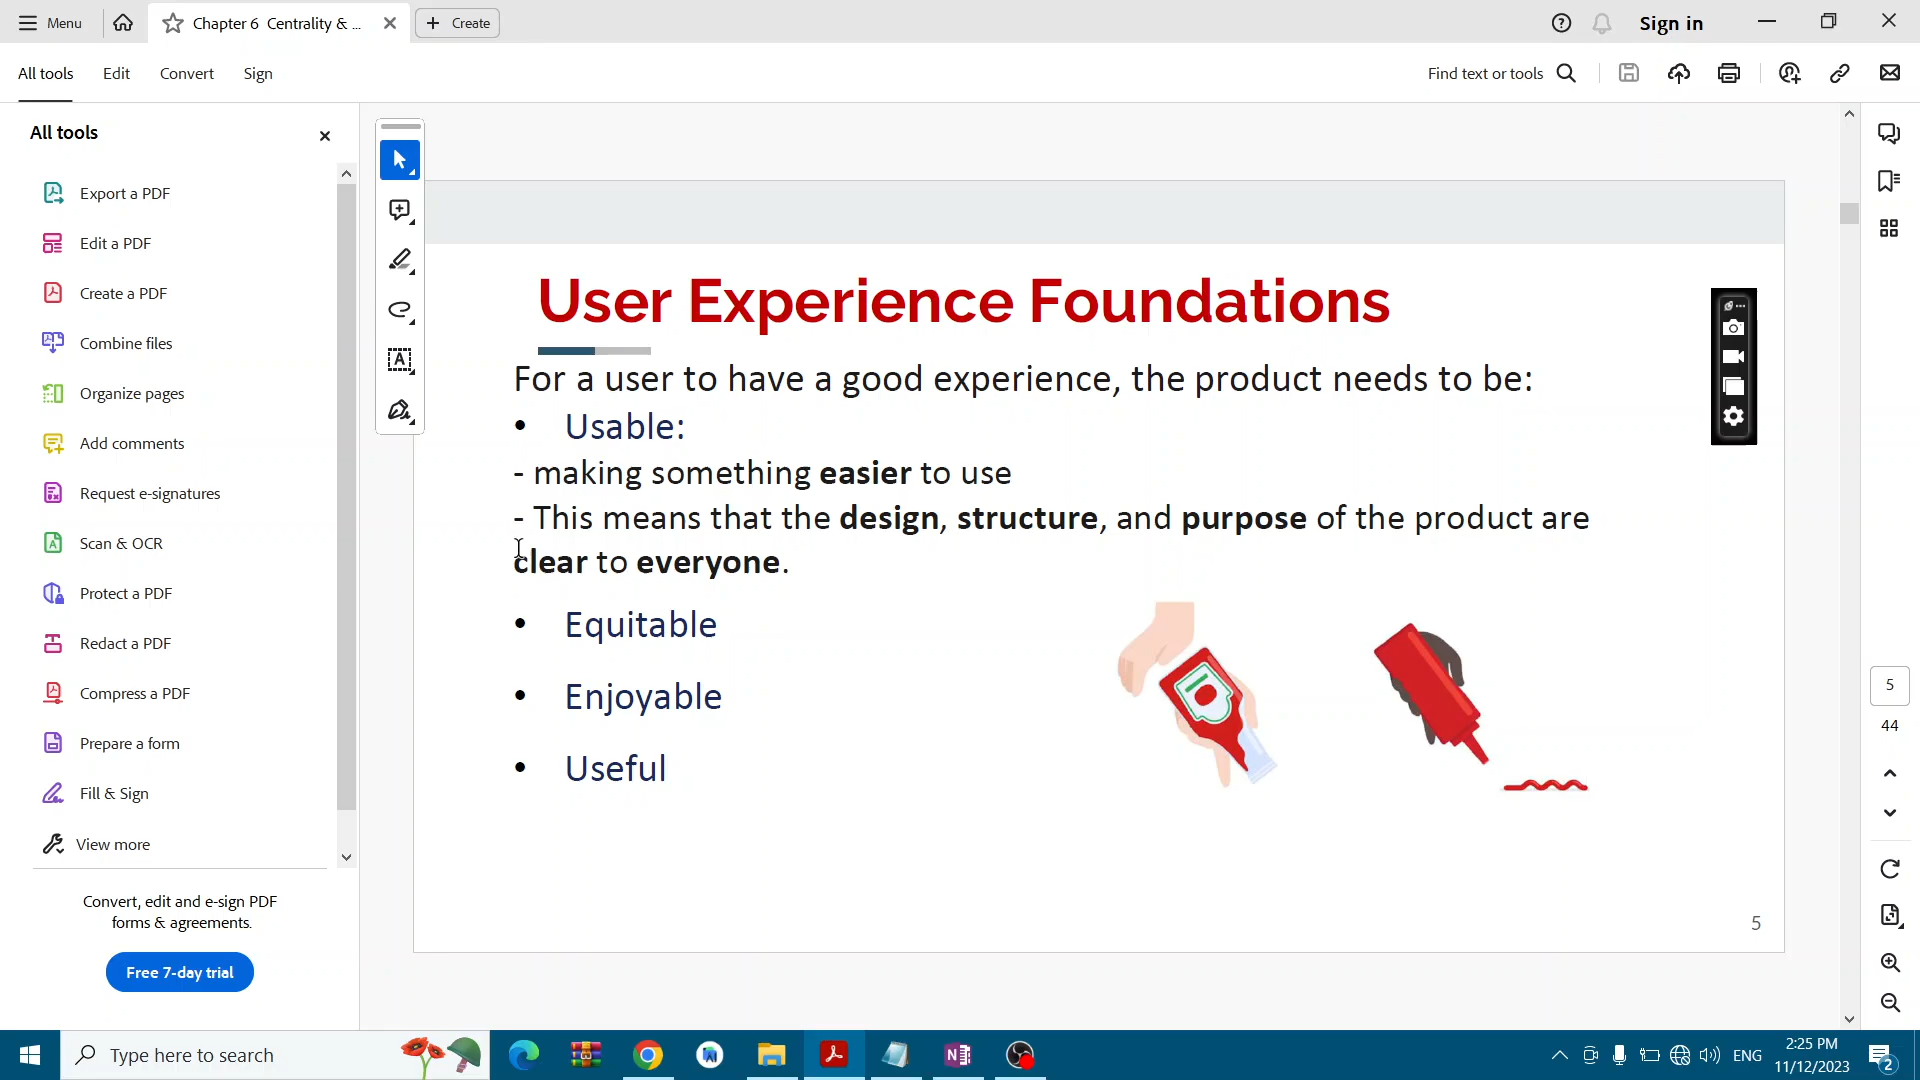 Menu
Chapter 6  Centrality & ...
Create
Sign in
All tools
Edit
Convert
Sign
Find text or tools
All tools
Export a PDF
Edit a PDF
Create a PDF
Combine files
Organize pages
Add comments
Request e-signatures
Scan & OCR
Protect a PDF
Redact a PDF
Compress a PDF
Prepare a form
Fill & Sign
View more
Convert, edit and e-sign PDF
forms & agreements.
Free 7-day trial
User Experience Foundations
For a user to have a good experience, the product needs to be:
• Usable:
- making something easier to use
- This means that the design, structure, and purpose of the product are
clear to everyone.
• Equitable
• Enjoyable
• Useful
5
5
44
Type here to search
ENG
2:25 PM
11/12/2023
2